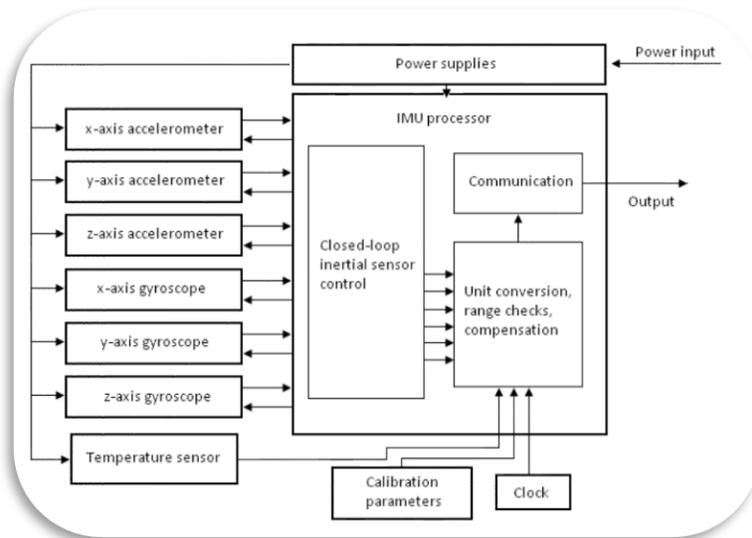 Power input
Power supplies
IMU processor
x-axis accelerometer
y-axis accelerometer
z-axis accelerometer
x-axis gyroscope
y-axis gyroscope
z-axis gyroscope
Temperature sensor
Closed-loop
inertial sensor
control
Communication
Output
Unit conversion,
range checks,
compensation
Calibration
parameters
Clock